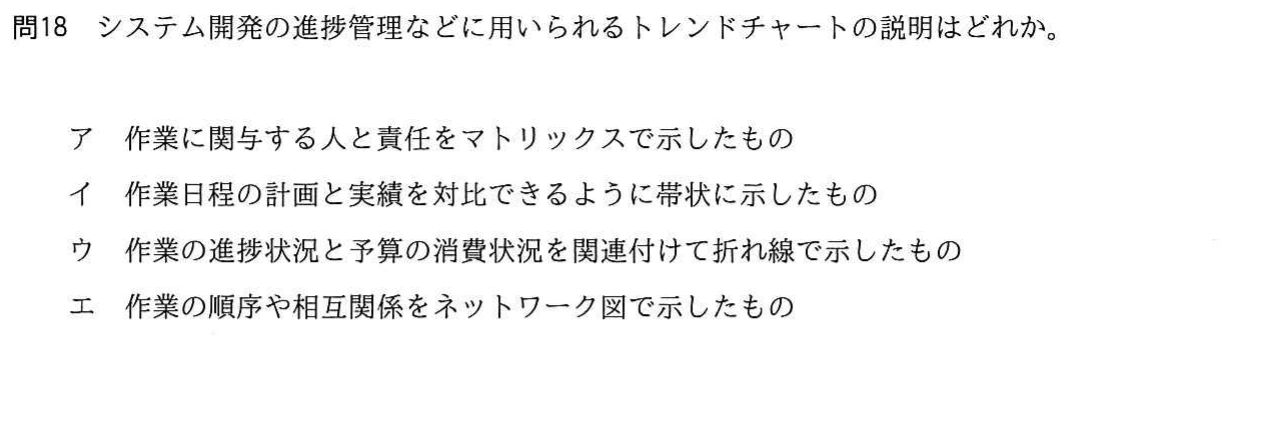 問18 システム開発の進捗管理などに用いられるトレンドチャートの説明はどれか。
ア 作業に関与する人と責任をマトリックスで示したもの
イ 作業日程の計画と実績を対比できるように帯状に示したもの
ウ 作業の進捗状況と予算の消費状況を関連付けて折れ線で示したもの
エ 作業の順序や相互関係をネットワーク図で示したもの